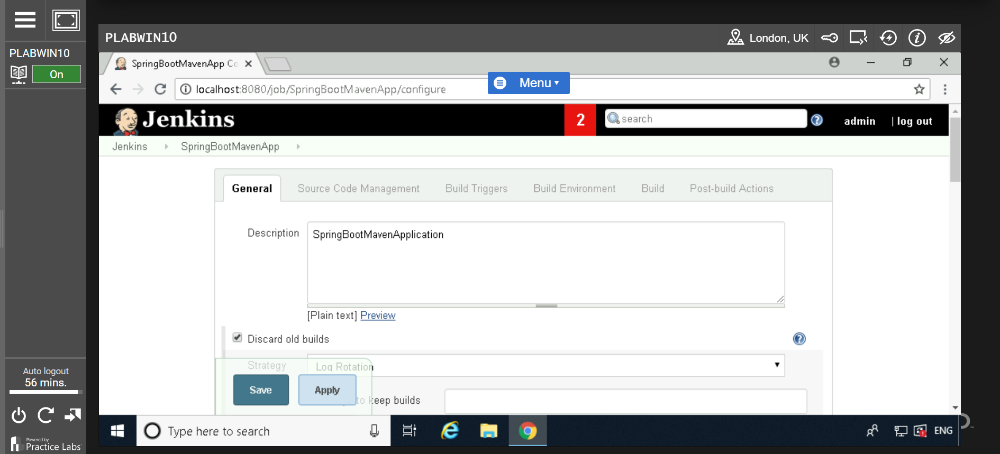 PLABWIN10
On
PLABWIN10
London, UK
SpringBootMavenApp Co
localhost:8080/job/SpringBootMavenApp/configure
Menu
Jenkins
2
search
admin
| log out
Jenkins
SpringBootMavenApp
General
Source Code Management
Build Triggers
Build Environment
Build
Post-build Actions
Description
SpringBootMavenApplication
[Plain text] Preview
Discard old builds
Strategy
Log Rotation
Save
Apply
to keep builds
Auto logout
56 mins.
Type here to search
ENG
Powered by
Practice Labs